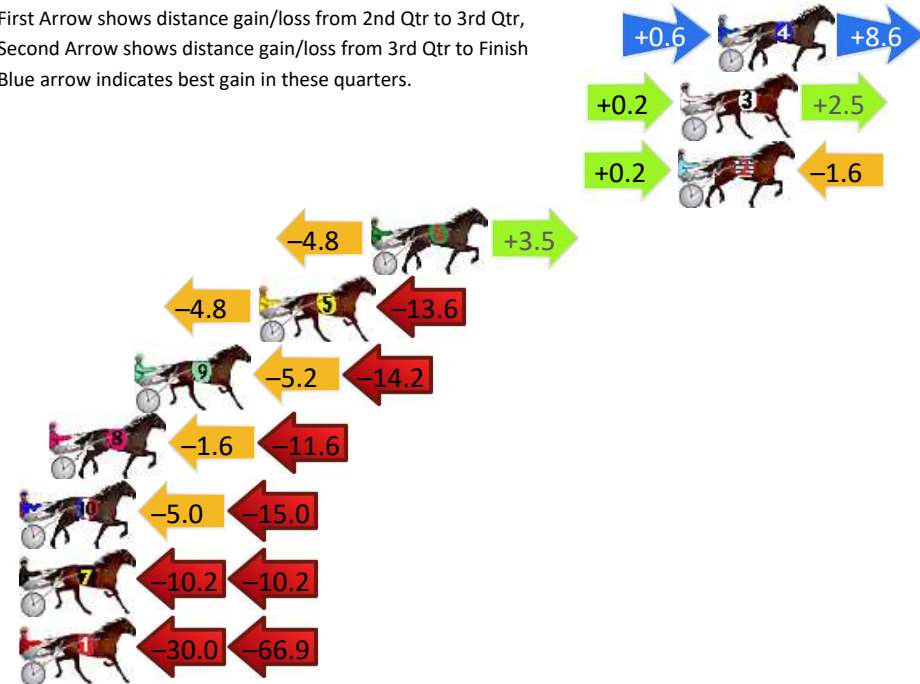 First Arrow shows distance gain/loss from 2nd Qtr to 3rd Qtr,
Second Arrow shows distance gain/loss from 3rd Qtr to Finish
Blue arrow indicates best gain in these quarters.
+0.6 4 +8.6
+0.2 3 +2.5
+0.2 2 –1.6
–4.8 6 +3.5
–4.8 5 –13.6
9 –5.2 –14.2
8 –1.6 –11.6
10 –5.0 –15.0
7 –10.2 –10.2
1 –30.0 –66.9